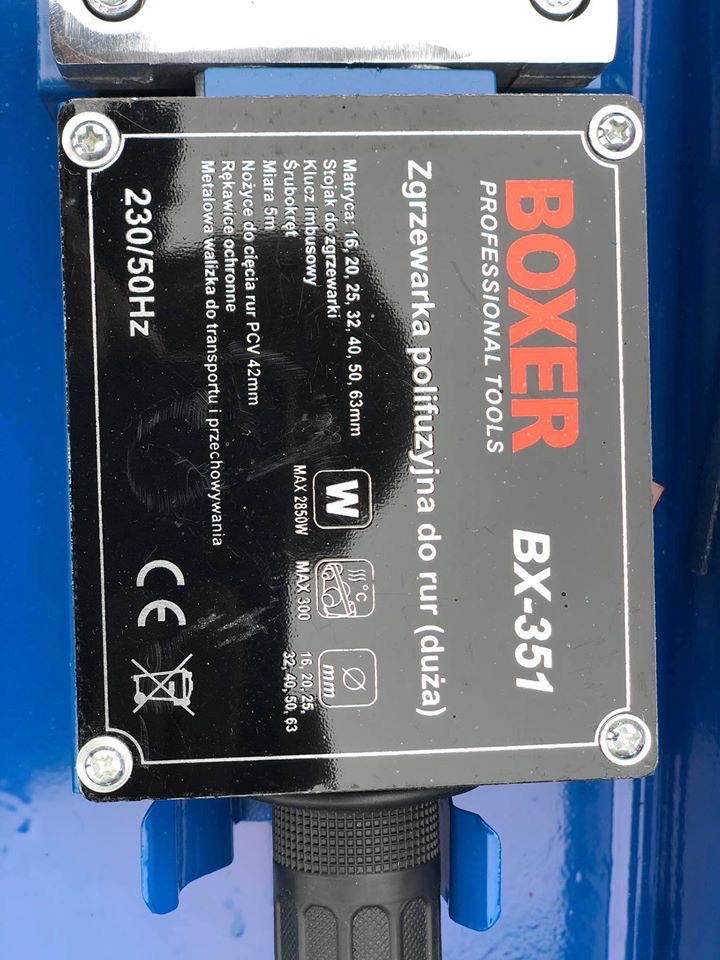 BOXER BX-351
PROFESSIONAL TOOLS
Zgrzewarka polifuzyjna do rur (duża)
Matryca: 16, 20, 25, 32, 40, 50, 63mm
Stojak do zgrzewarki
Klucz imbusowy
Śrubokręt
Miara 5m
Nożyce do cięcia rur PCV 42mm
Rękawice ochronne
Metalowa walizka do transportu i przechowywania
W
MAX 2850W
°C
MAX 300
Ø
mm
16, 20, 25,
32, 40, 50, 63
230/50Hz
CE